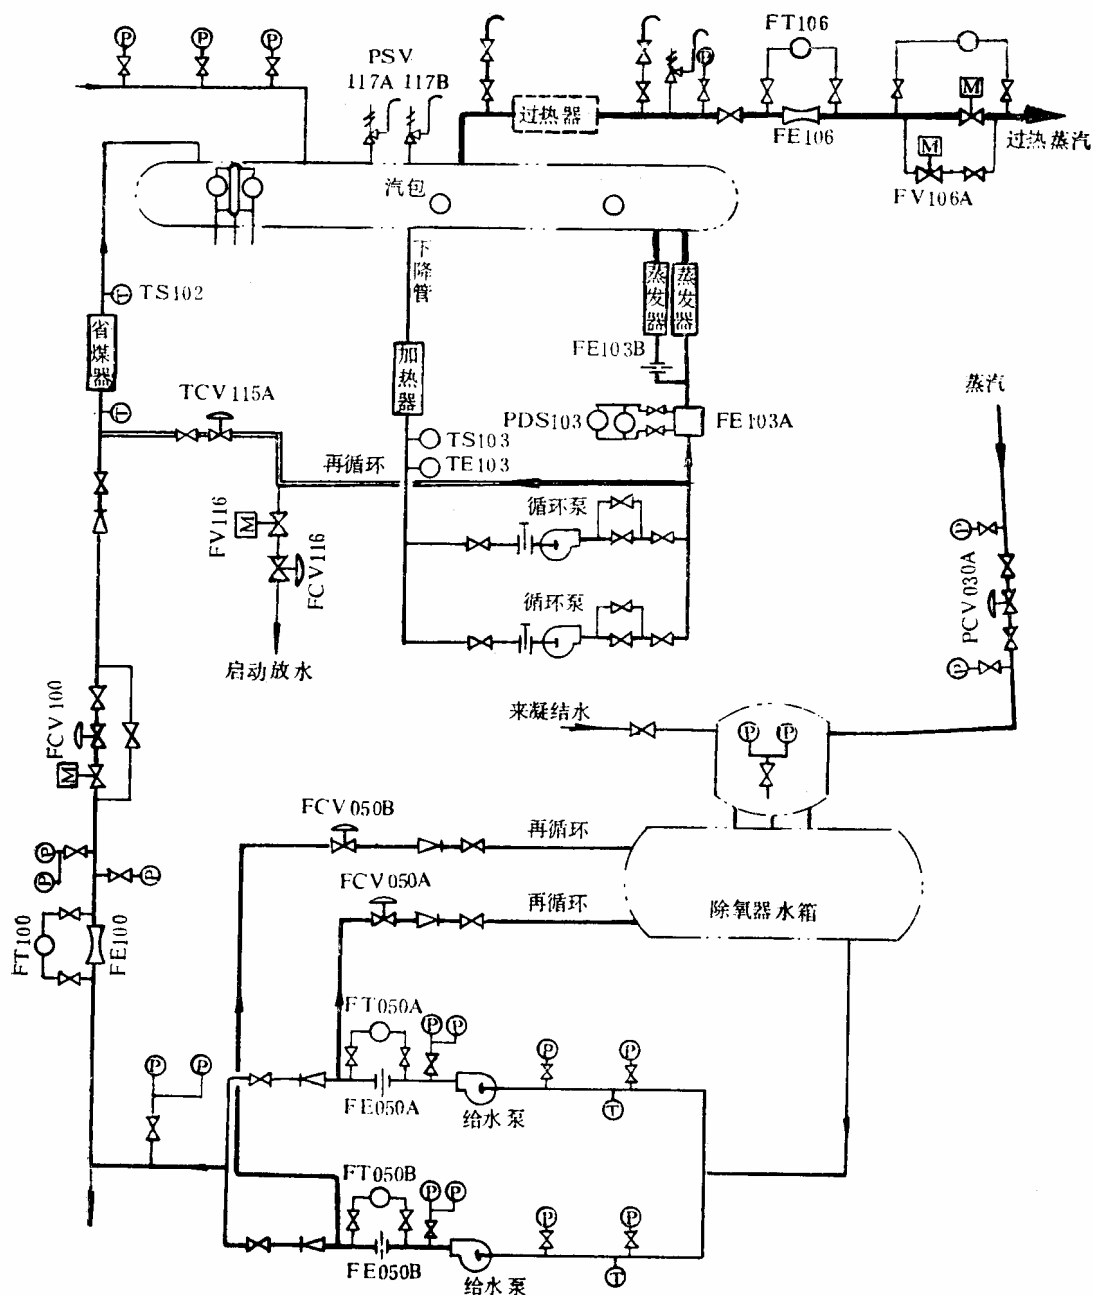 P P P
PSV
117A 117B
FT106
P
M
过热器
FE106
过热蒸汽
M
FV106A
汽包
下降管
蒸发器
蒸发器
T TS102
省煤器
FE103B
加热器
T
TCV115A
PDS103
FE103A
蒸汽
TS103
TE103
再循环
循环泵
M
FV116
FCV116
P
PCV030A
循环泵
启动放水
P
来凝结水
P P
FCV100
M
FCV050B
再循环
P
P
P
FCV050A
再循环
除氧器水箱
FT100
FE100
FT050A
P P
P P
P P
FE050A
给水泵
T
FT050B
P P
P P
FE050B
给水泵
T